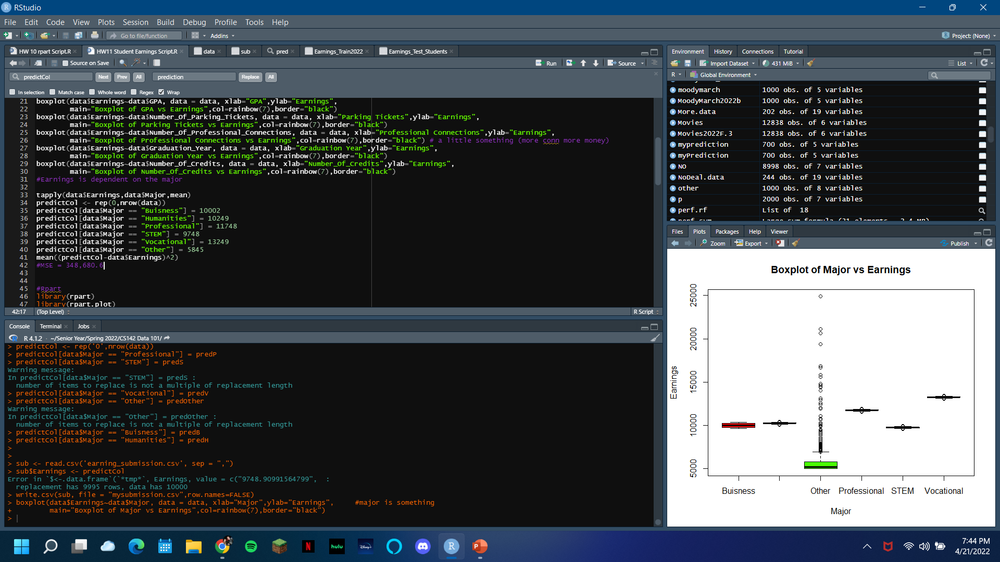 RStudio
File Edit Code View Plots Session Build Debug Profile Tools Help
Go to file/function Addins Project: (None)
HW 10 rpart Script.R HW11 Student Earnings Script.R data sub pred Earnings_Train2022 Earnings_Test_Students
Source on Save Run Source
predictCol Next Prev All prediction Replace All
In selection Match case Whole word Regex Wrap
21 boxplot(data$Earnings~data$GPA, data = data, xlab="GPA",ylab="Earnings",
22 main="Boxplot of GPA vs Earnings",col=rainbow(7),border="black")
23 boxplot(data$Earnings~data$Number_Of_Parking_Tickets, data = data, xlab="Parking Tickets",ylab="Earnings",
24 main="Boxplot of Parking Tickets vs Earnings",col=rainbow(7),border="black")
25 boxplot(data$Earnings~data$Number_Of_Professional_Connections, data = data, xlab="Professional Connections",ylab="Earnings",
26 main="Boxplot of Professional Connections vs Earnings",col=rainbow(7),border="black") # a little something (more conn more money)
27 boxplot(data$Earnings~data$Graduation_Year, data = data, xlab="Graduation Year",ylab="Earnings",
28 main="Boxplot of Graduation Year vs Earnings",col=rainbow(7),border="black")
29 boxplot(data$Earnings~data$Number_Of_Credits, data = data, xlab="Number_Of_Credits",ylab="Earnings",
30 main="Boxplot of Number_Of_Credits vs Earnings",col=rainbow(7),border="black")
31 #Earnings is dependent on the major
32
33 tapply(data$Earnings,data$Major,mean)
34 predictCol <- rep(0,nrow(data))
35 predictCol[data$Major == "Buisness"] = 10002
36 predictCol[data$Major == "Humanities"] = 10249
37 predictCol[data$Major == "Professional"] = 11748
38 predictCol[data$Major == "STEM"] = 9748
39 predictCol[data$Major == "Vocational"] = 13249
40 predictCol[data$Major == "Other"] = 5845
41 mean((predictCol-data$Earnings)^2)
42 #MSE = 348,680.6
43
44
45 #Rpart
46 library(rpart)
47 library(rpart.plot)
42:17 (Top Level) R Script
Console Terminal Jobs
R 4.1.2 · ~/Senior Year/Spring 2022/CS142 Data 101/
> predictCol <- rep('0',nrow(data))
> predictCol[data$Major == "Professional"] = predP
> predictCol[data$Major == "STEM"] = predS
Warning message:
In predictCol[data$Major == "STEM"] = predS :
number of items to replace is not a multiple of replacement length
> predictCol[data$Major == "Vocational"] = predV
> predictCol[data$Major == "Other"] = predOther
Warning message:
In predictCol[data$Major == "Other"] = predOther :
number of items to replace is not a multiple of replacement length
> predictCol[data$Major == "Buisness"] = predB
> predictCol[data$Major == "Humanities"] = predH
>
>
> sub <- read.csv('earning_submission.csv', sep = ",")
> sub$Earnings <- predictCol
Error in `$<-.data.frame`(`*tmp*`, Earnings, value = c("9748.90991564799", :
replacement has 9995 rows, data has 10000
> write.csv(sub, file = "mysubmission.csv",row.names=FALSE)
> boxplot(data$Earnings~data$Major, data = data, xlab="Major",ylab="Earnings", #major is something
+ main="Boxplot of Major vs Earnings",col=rainbow(7),border="black")
>
Environment History Connections Tutorial
Import Dataset 431 MiB List
R Global Environment
moodymarch 1000 obs. of 5 variables
MoodyMarch2022b 1000 obs. of 5 variables
More.data 202 obs. of 19 variables
Movies 12838 obs. of 6 variables
Movies2022F.3 12838 obs. of 6 variables
myprediction 700 obs. of 5 variables
myPrediction 700 obs. of 5 variables
NO 8998 obs. of 7 variables
NoDeal.data 244 obs. of 19 variables
other 1000 obs. of 8 variables
p 2000 obs. of 7 variables
perf.rf List of 18
Files Plots Packages Help Viewer
Zoom Export Publish
Boxplot of Major vs Earnings
Earnings
25000
20000
15000
10000
5000
Buisness Other Professional STEM Vocational
Major
N hulu Disney+ R P
7:44 PM
4/21/2022